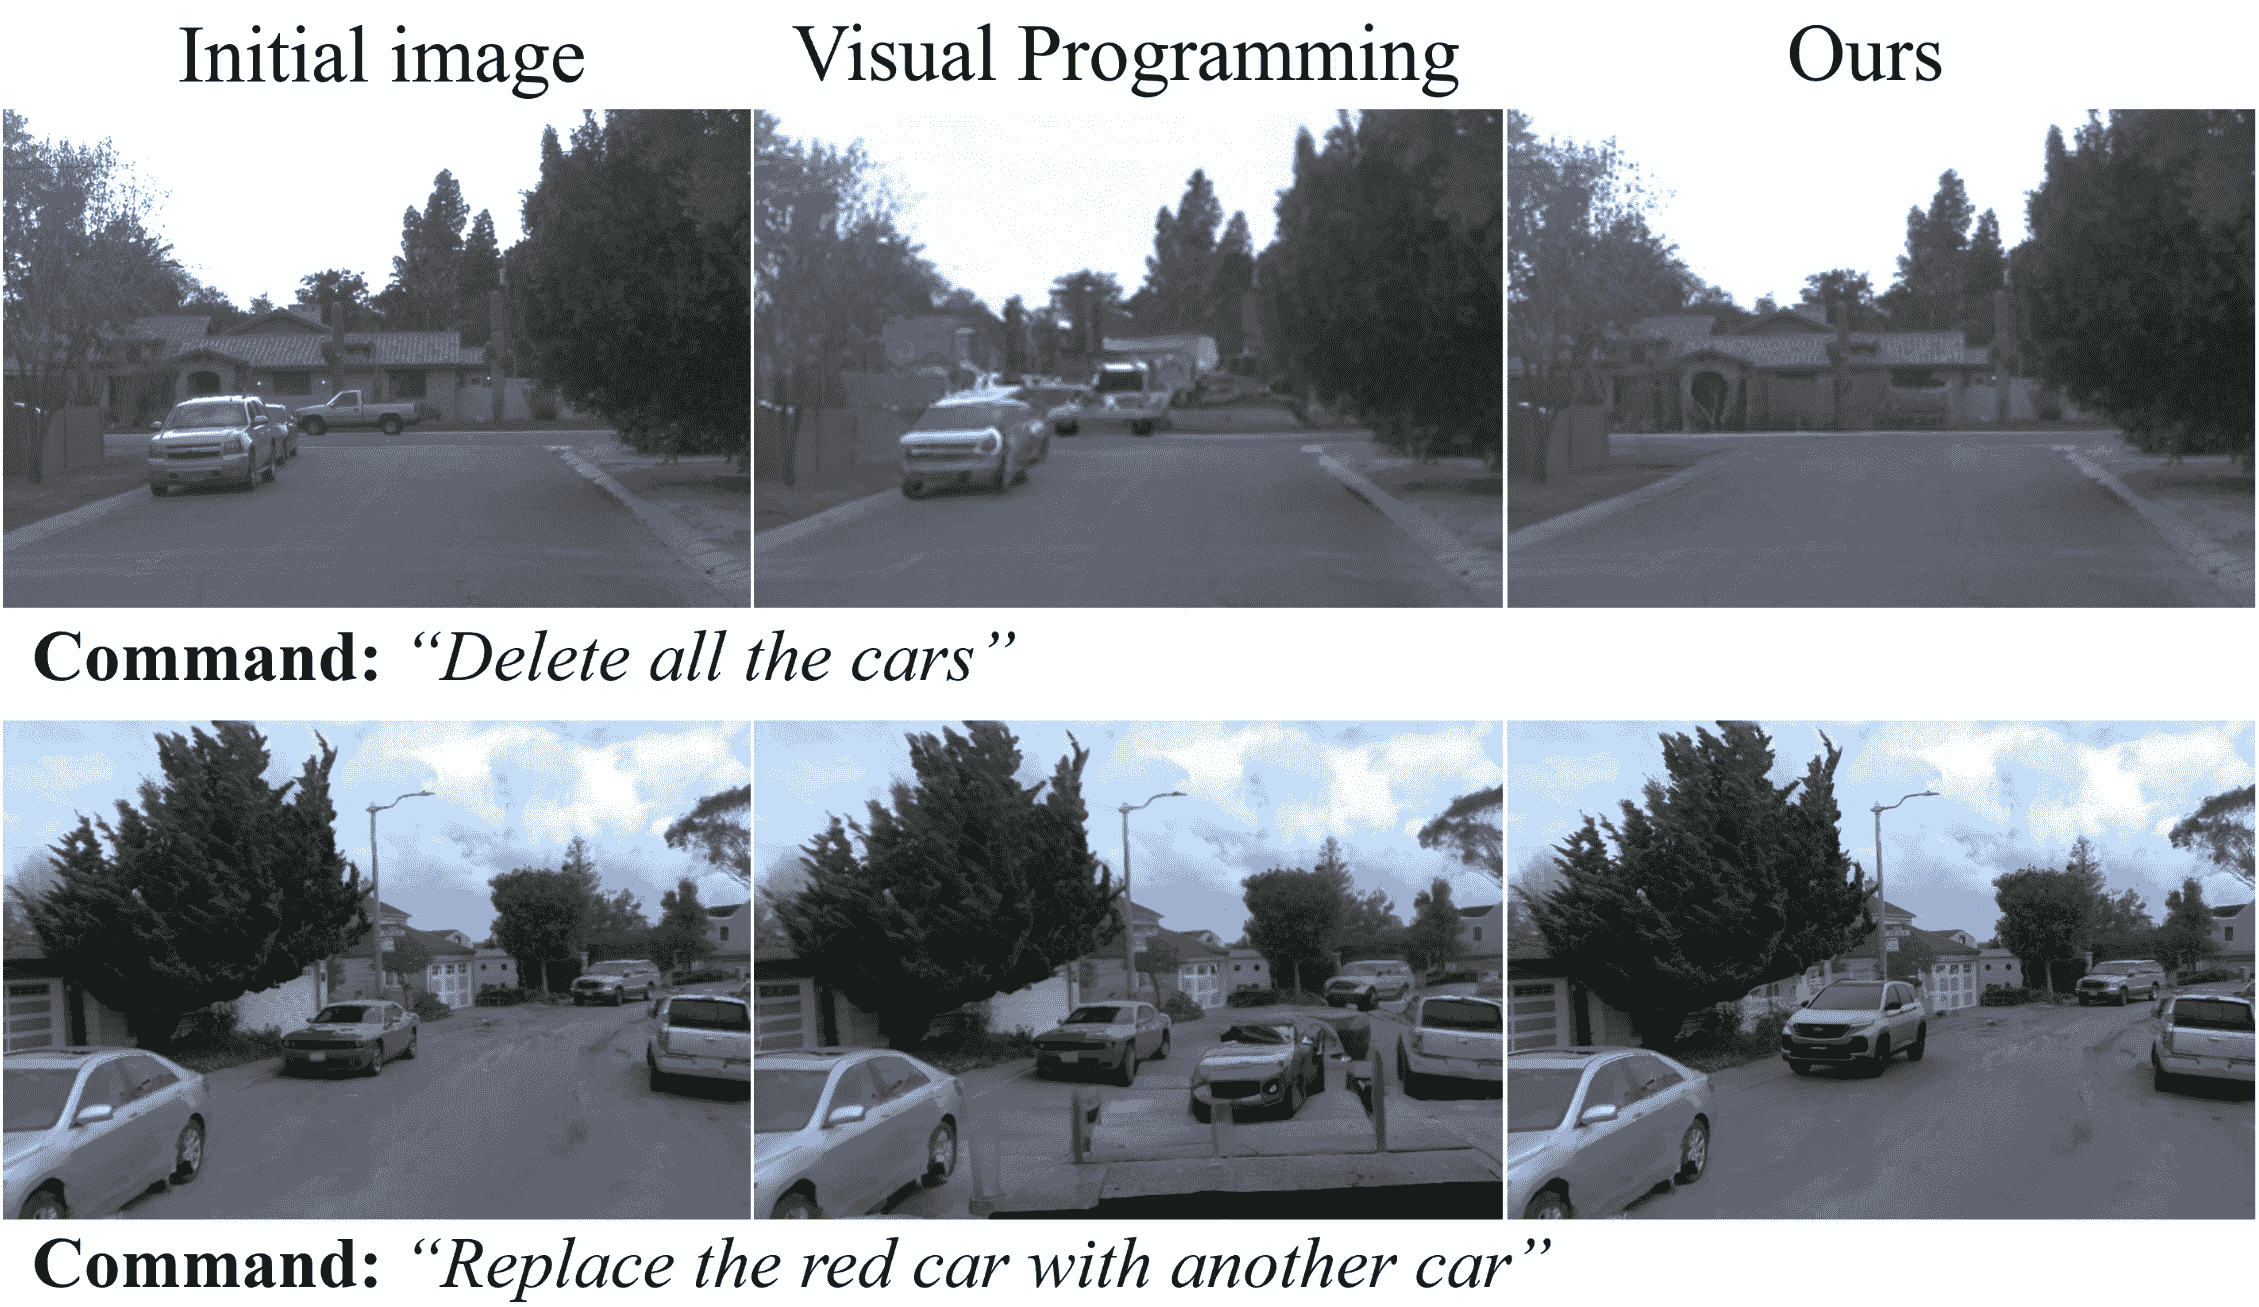 Initial image Visual Programming Ours
Command: “Delete all the cars”
Command: “Replace the red car with another car”